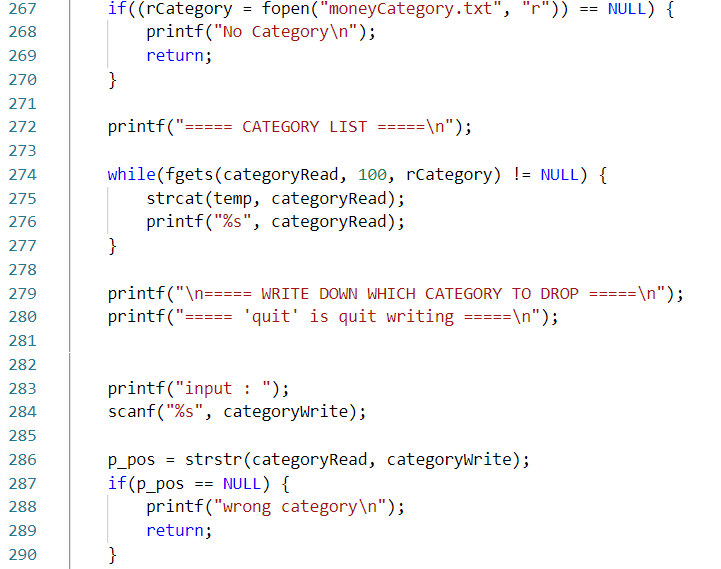 267 if((rCategory = fopen("moneyCategory.txt", "r")) == NULL) {
268 printf("No Category\n");
269 return;
270 }
271
272 printf("===== CATEGORY LIST =====\n");
273
274 while(fgets(categoryRead, 100, rCategory) != NULL) {
275 strcat(temp, categoryRead);
276 printf("%s", categoryRead);
277 }
278
279 printf("\n===== WRITE DOWN WHICH CATEGORY TO DROP =====\n");
280 printf("===== 'quit' is quit writing =====\n");
281
282
283 printf("input : ");
284 scanf("%s", categoryWrite);
285
286 p_pos = strstr(categoryRead, categoryWrite);
287 if(p_pos == NULL) {
288 printf("wrong category\n");
289 return;
290 }